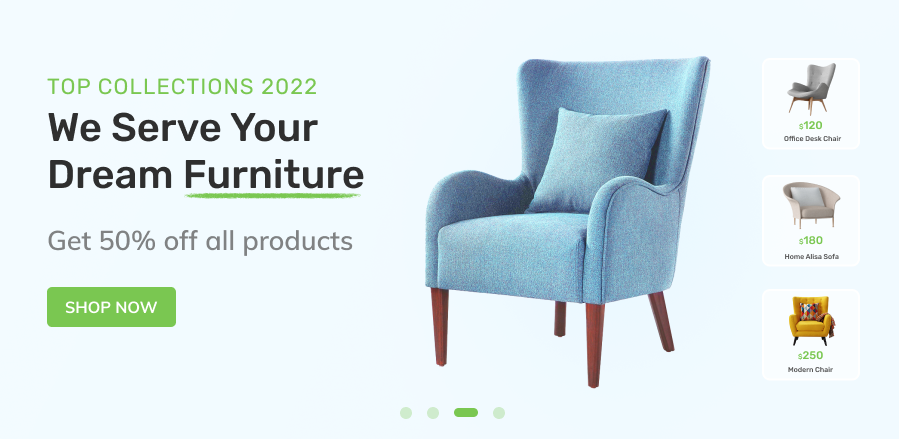 TOP COLLECTIONS 2022
We Serve Your
Dream Furniture
Get 50% off all products
SHOP NOW
$120
Office Desk Chair
$180
Home Alisa Sofa
$250
Modern Chair